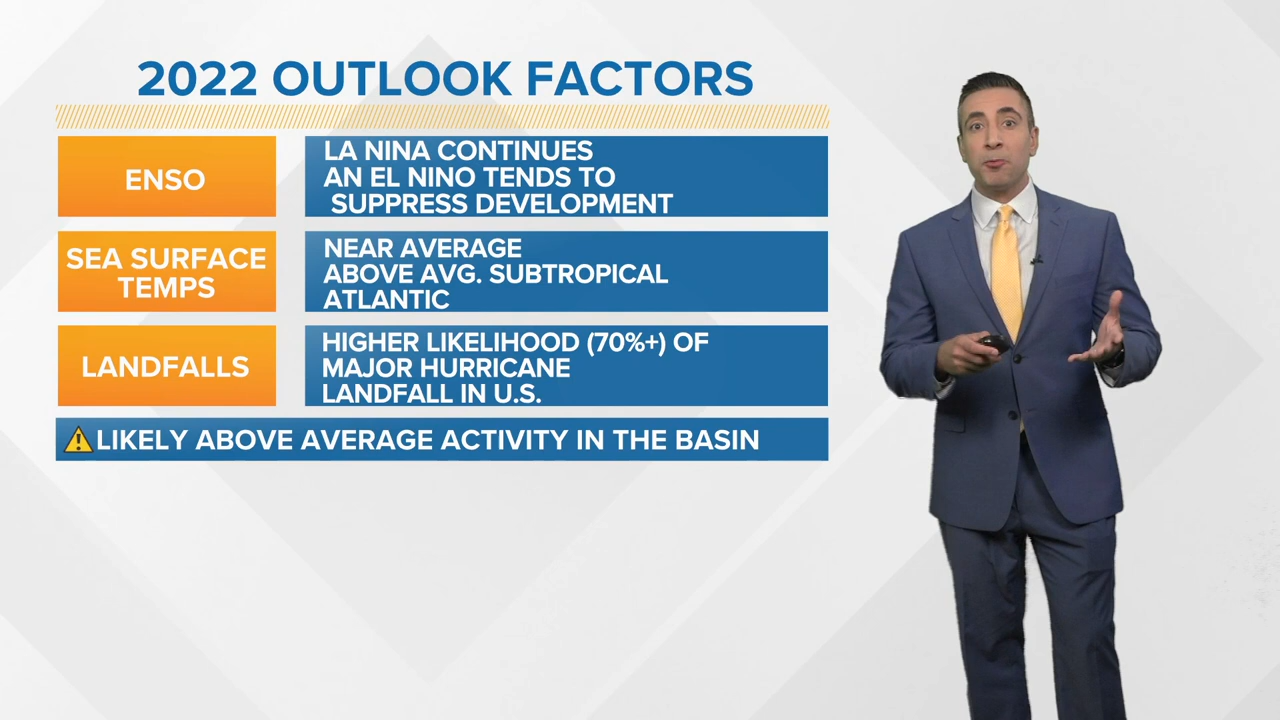 2022 OUTLOOK FACTORS
ENSO
LA NINA CONTINUES
AN EL NINO TENDS TO
SUPPRESS DEVELOPMENT
SEA SURFACE
TEMPS
NEAR AVERAGE
ABOVE AVG. SUBTROPICAL
ATLANTIC
LANDFALLS
HIGHER LIKELIHOOD (70%+) OF
MAJOR HURRICANE
LANDFALL IN U.S.
LIKELY ABOVE AVERAGE ACTIVITY IN THE BASIN